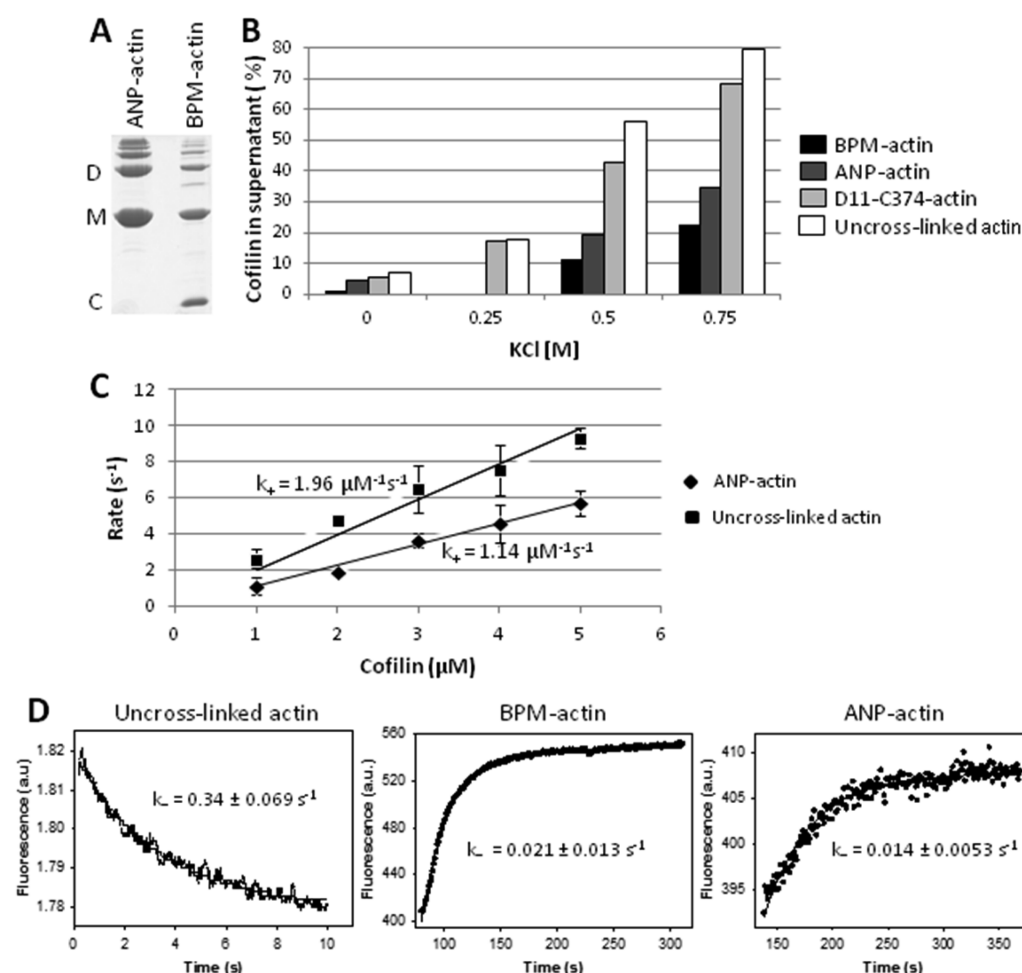 A
ANP-actin
BPM-actin
D
M
C
B
Cofilin in supernatant ( %)
80
70
60
50
40
30
20
10
0
0
0.25
0.5
0.75
KCl [M]
BPM-actin
ANP-actin
D11-C374-actin
Uncross-linked actin
C
Rate (s-1)
12
10
8
6
4
2
0
k+ = 1.96 µM-1s-1
k+ = 1.14 µM-1s-1
0
1
2
3
4
5
6
Cofilin (µM)
ANP-actin
Uncross-linked actin
D
Uncross-linked actin
Fluorescence (a.u)
1.82
1.81
1.80
1.79
1.78
k- = 0.34 ± 0.069 s-1
0
2
4
6
8
10
Time (s)
BPM-actin
Fluorescence (a.u.)
560
520
480
440
400
k- = 0.021 ± 0.013 s-1
100
150
200
250
300
Time (s)
ANP-actin
Fluorescence (a.u.)
410
405
400
395
k- = 0.014 ± 0.0053 s-1
150
200
250
300
350
Time (s)